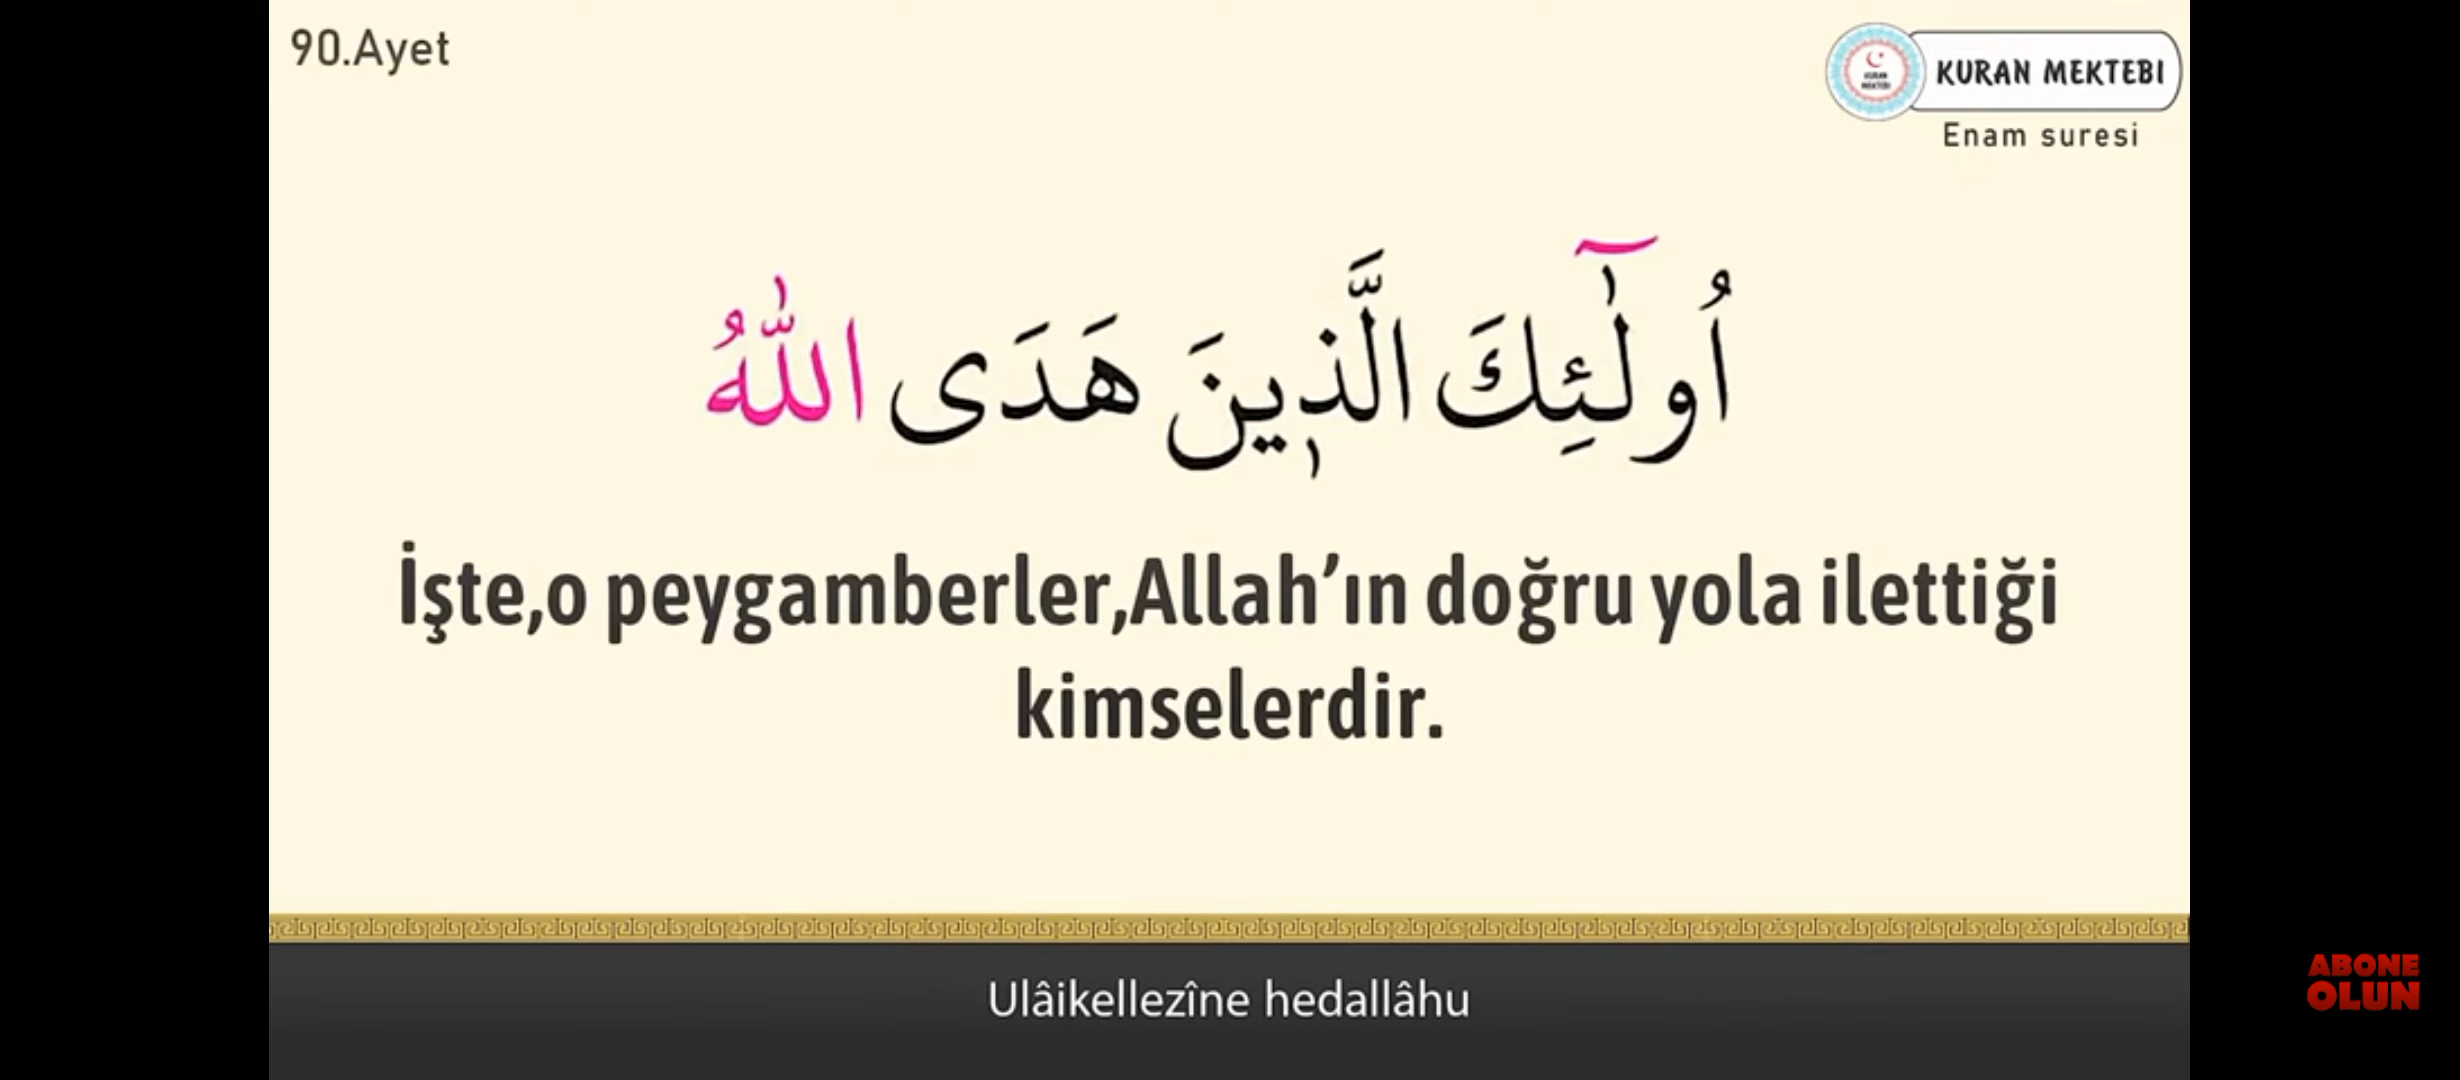 90.Ayet
KURAN MEKTEBI
Enam suresi
اُولٰٓئِكَ الَّذ۪ينَ هَدَى اللّٰهُ
İşte,o peygamberler,Allah’ın doğru yola ilettiği
kimselerdir.
Ulâikellezîne hedallâhu
ABONE
OLUN